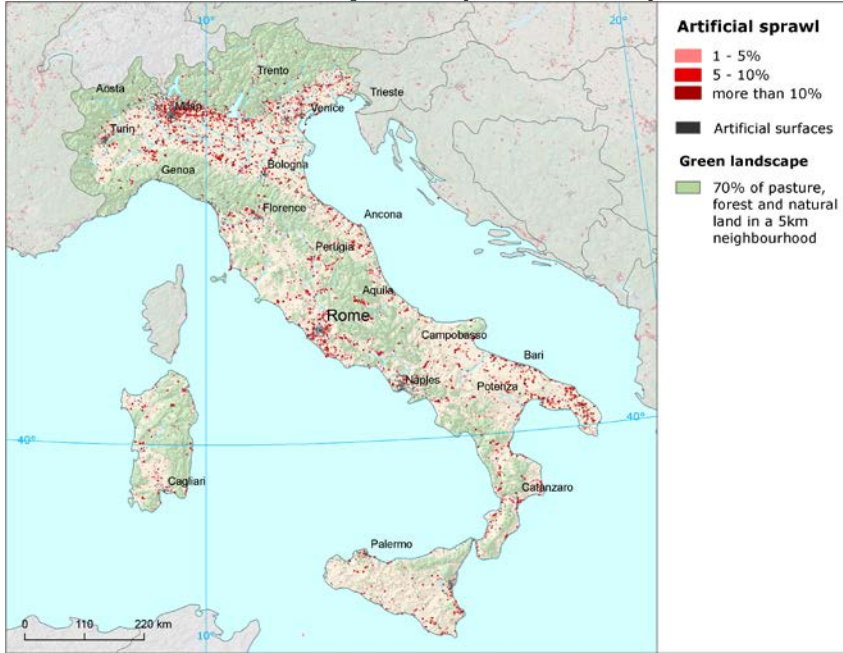 10°
20°
Trento
Aosta
Trieste
Milan
Venice
Turin
Bologna
Genoa
Florence
Ancona
Perugia
Aquila
Rome
Campobasso
Bari
Naples
Potenza
40°
40°
Cagliari
Catanzaro
Palermo
0 110 220 km
10°
Artificial sprawl
1 - 5%
5 - 10%
more than 10%
Artificial surfaces
Green landscape
70% of pasture,
forest and natural
land in a 5km
neighbourhood